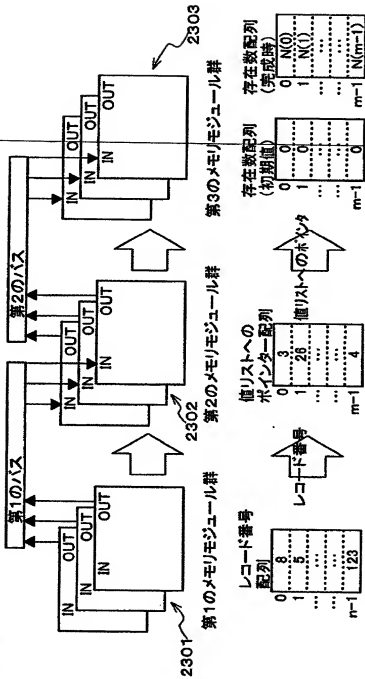 第1のバス
第2のバス
IN
OUT
IN
OUT
IN
OUT
2301
第1のメモリモジュール群
IN
OUT
IN
OUT
IN
OUT
2302
第2のメモリモジュール群
IN
OUT
IN
OUT
IN
OUT
2303
第3のメモリモジュール群
レコード番号
配列
0 8
1 5
...... ......
...... ......
n-1 123
レコード番号
値リストへの
ポインター配列
0 3
1 26
...... ......
...... ......
m-1 4
値リストへのポインタ
存在数配列
(初期値)
0 0
1 0
...... ......
...... ......
m-1 0
存在数配列
(完成時)
0 N(0)
1 N(1)
...... ......
...... ......
m-1 N(m-1)